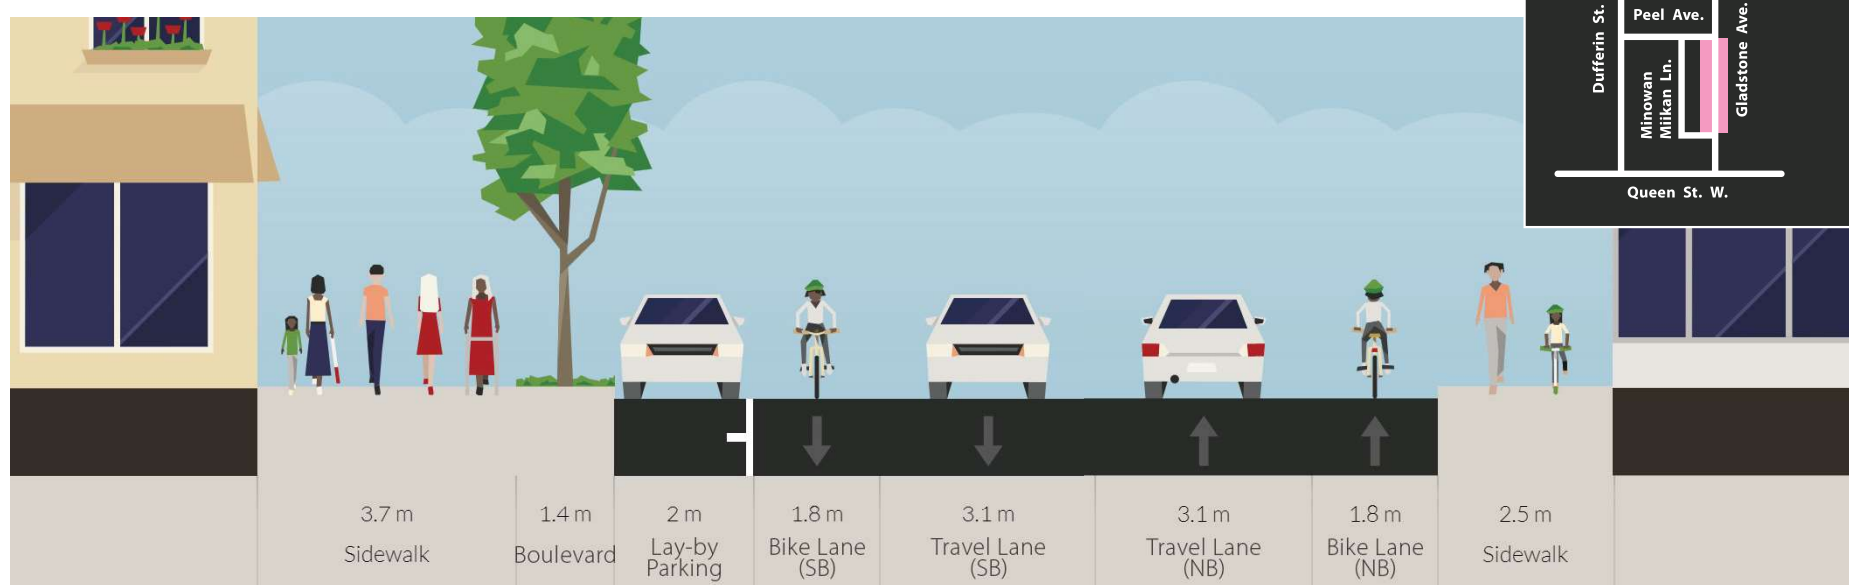 Dufferin St.
Peel Ave.
Gladstone Ave.
Minowan
Miikan Ln.
Queen St. W.
3.7 m
Sidewalk
1.4 m
Boulevard
2 m
Lay-by
Parking
1.8 m
Bike Lane
(SB)
3.1 m
Travel Lane
(SB)
3.1 m
Travel Lane
(NB)
1.8 m
Bike Lane
(NB)
2.5 m
Sidewalk